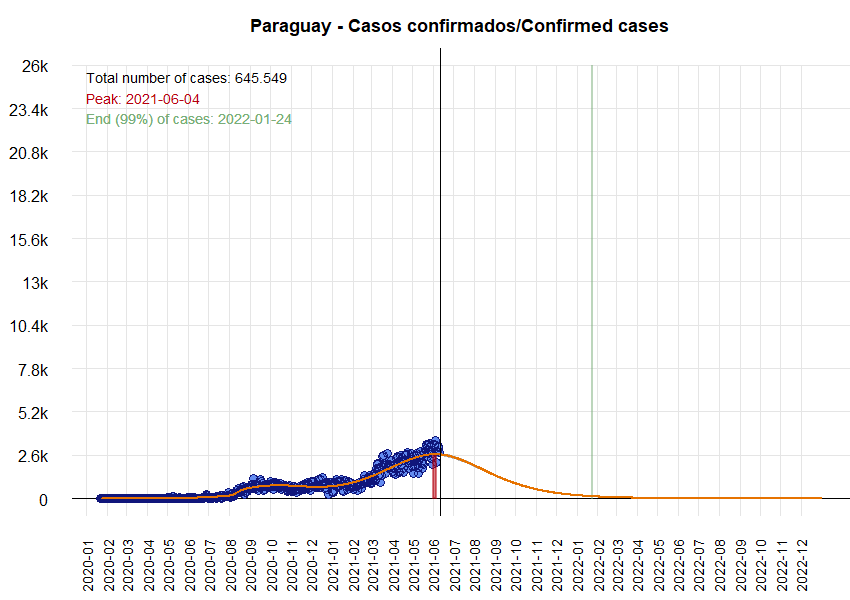 Paraguay - Casos confirmados/Confirmed cases
26k
23.4k
20.8k
18.2k
15.6k
13k
10.4k
7.8k
5.2k
2.6k
0
Total number of cases: 645.549
Peak: 2021-06-04
End (99%) of cases: 2022-01-24
2020-01
2020-02
2020-03
2020-04
2020-05
2020-06
2020-07
2020-08
2020-09
2020-10
2020-11
2020-12
2021-01
2021-02
2021-03
2021-04
2021-05
2021-06
2021-07
2021-08
2021-09
2021-10
2021-11
2021-12
2022-01
2022-02
2022-03
2022-04
2022-05
2022-06
2022-07
2022-08
2022-09
2022-10
2022-11
2022-12